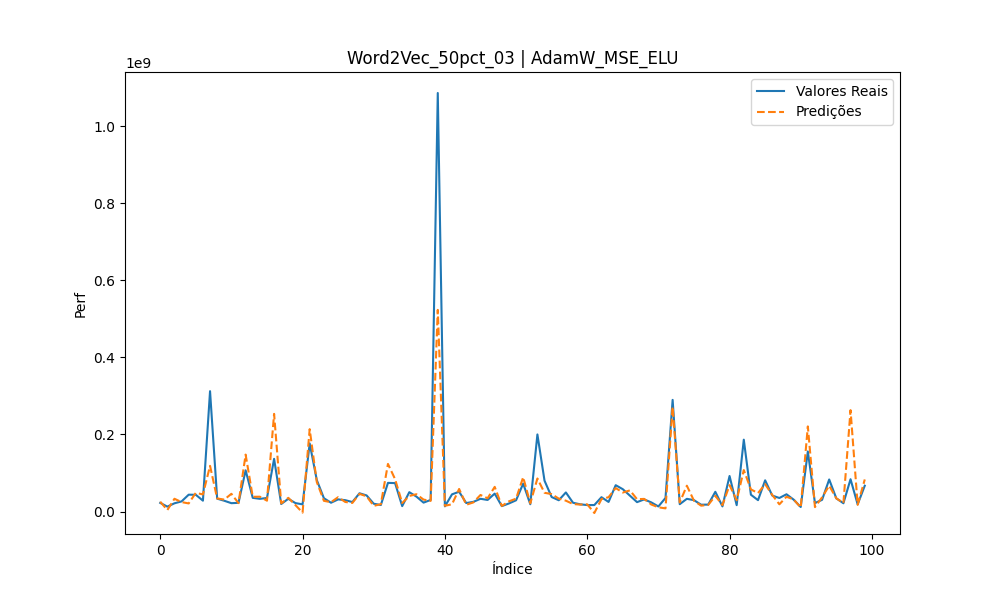 Word2Vec_50pct_03 | AdamW_MSE_ELU
1e9
Valores Reais
Predições
1.0
0.8
0.6
0.4
0.2
0.0
Perf
0 20 40 60 80 100
Índice